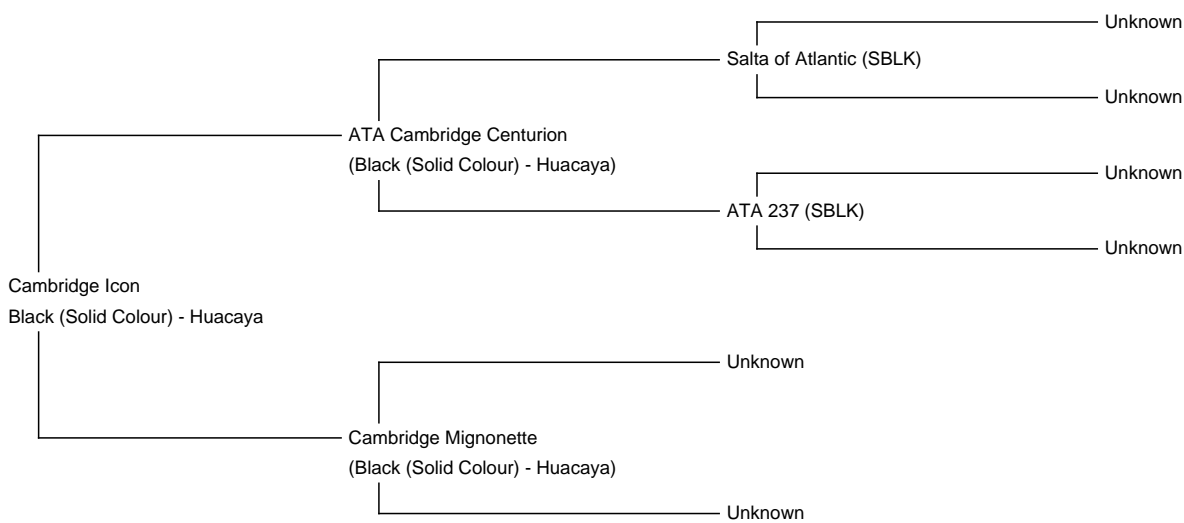 Unknown
Salta of Atlantic (SBLK)
Unknown
ATA Cambridge Centurion
(Black (Solid Colour) - Huacaya)
Unknown
ATA 237 (SBLK)
Unknown
Cambridge Icon
Black (Solid Colour) - Huacaya
Unknown
Cambridge Mignonette
(Black (Solid Colour) - Huacaya)
Unknown